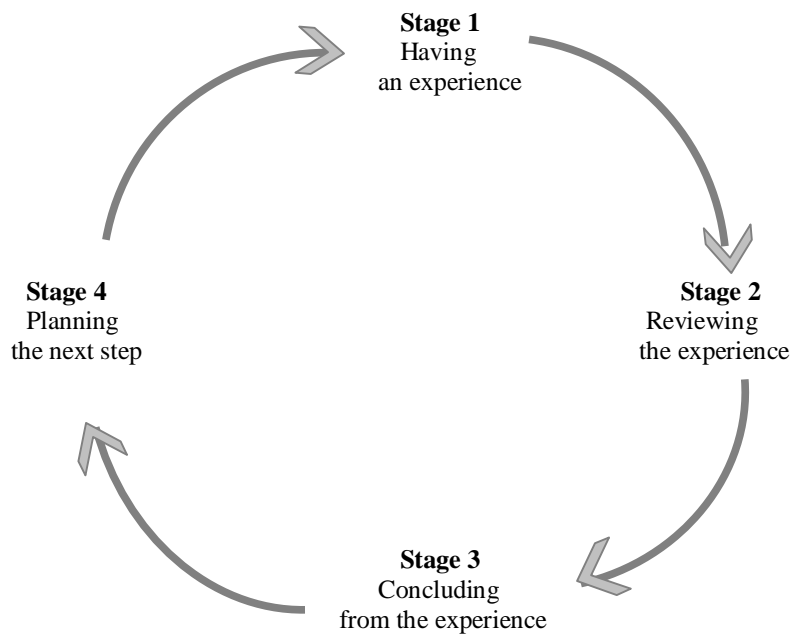 Stage 1
Having
an experience
Stage 2
Reviewing
the experience
Stage 3
Concluding
from the experience
Stage 4
Planning
the next step